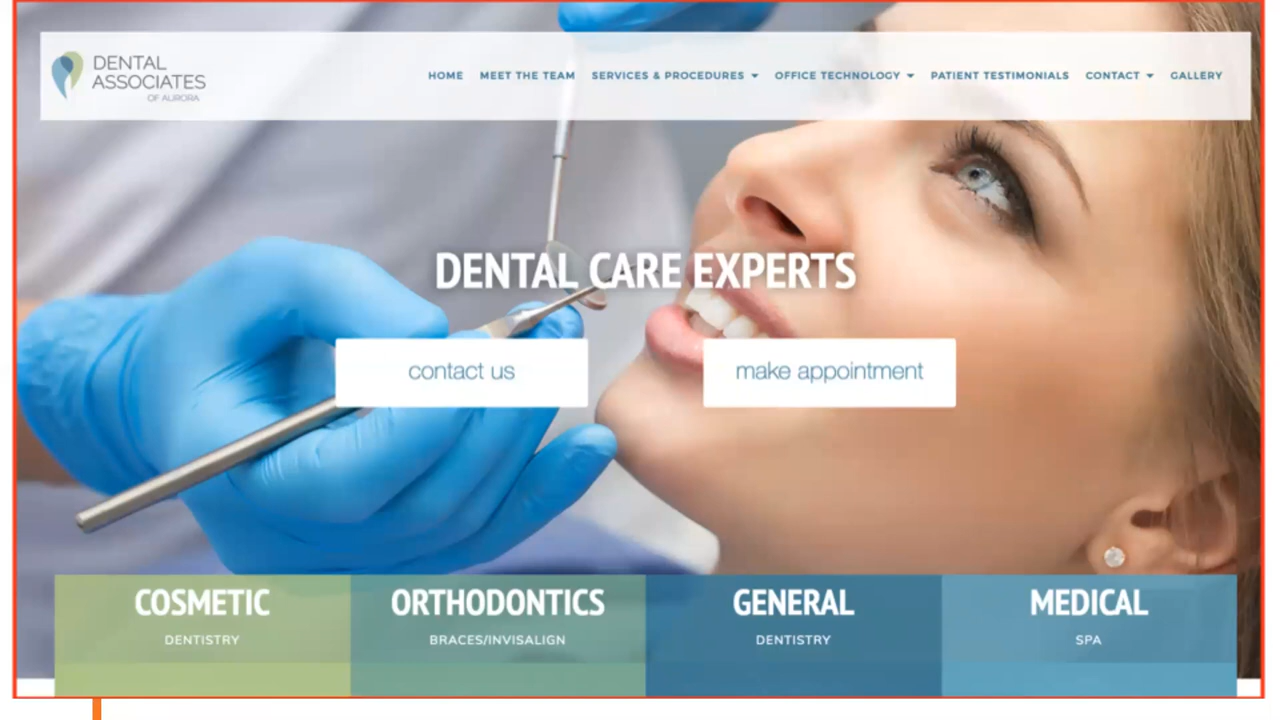 DENTAL
ASSOCIATES
OF AURORA
HOME MEET THE TEAM SERVICES & PROCEDURES OFFICE TECHNOLOGY PATIENT TESTIMONIALS CONTACT GALLERY
DENTAL CARE EXPERTS
contact us make appointment
COSMETIC ORTHODONTICS GENERAL MEDICAL
DENTISTRY BRACES/INVISALIGN DENTISTRY SPA